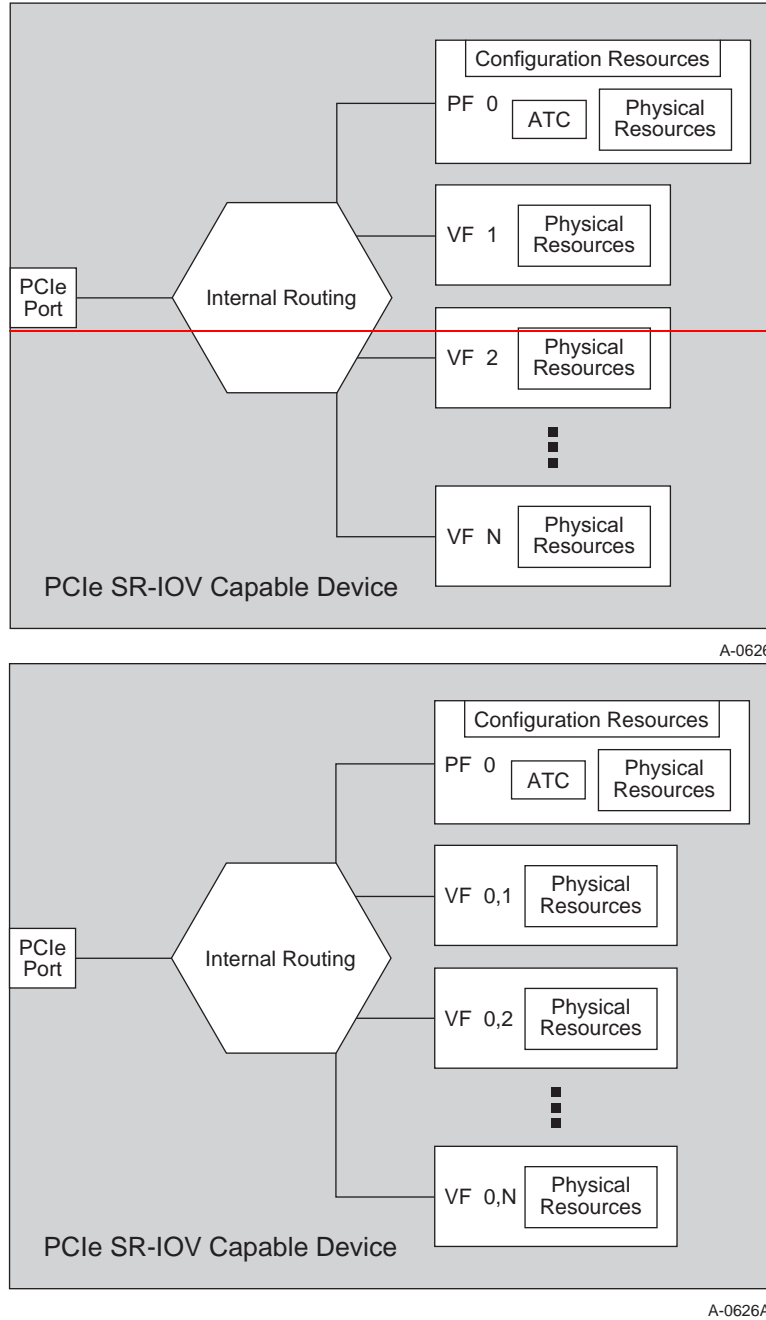 Configuration Resources
PF 0
ATC
Physical
Resources
VF 1
Physical
Resources
PCIe
Port
Internal Routing
VF 2
Physical
Resources
VF N
Physical
Resources
PCIe SR-IOV Capable Device
A-0626
Configuration Resources
PF 0
ATC
Physical
Resources
VF 0,1
Physical
Resources
PCIe
Port
Internal Routing
VF 0,2
Physical
Resources
VF 0,N
Physical
Resources
PCIe SR-IOV Capable Device
A-0626A